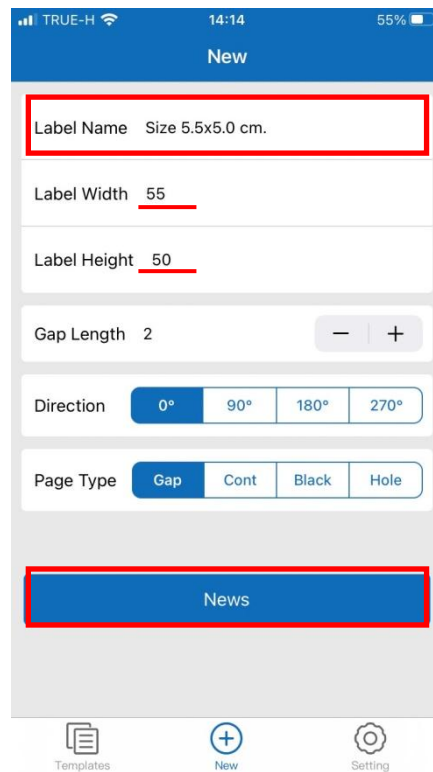 TRUE-H 14:14 55%
New
Label Name Size 5.5x5.0 cm.
Label Width 55
Label Height 50
Gap Length 2 − +
Direction 0° 90° 180° 270°
Page Type Gap Cont Black Hole
News
Templates New Setting